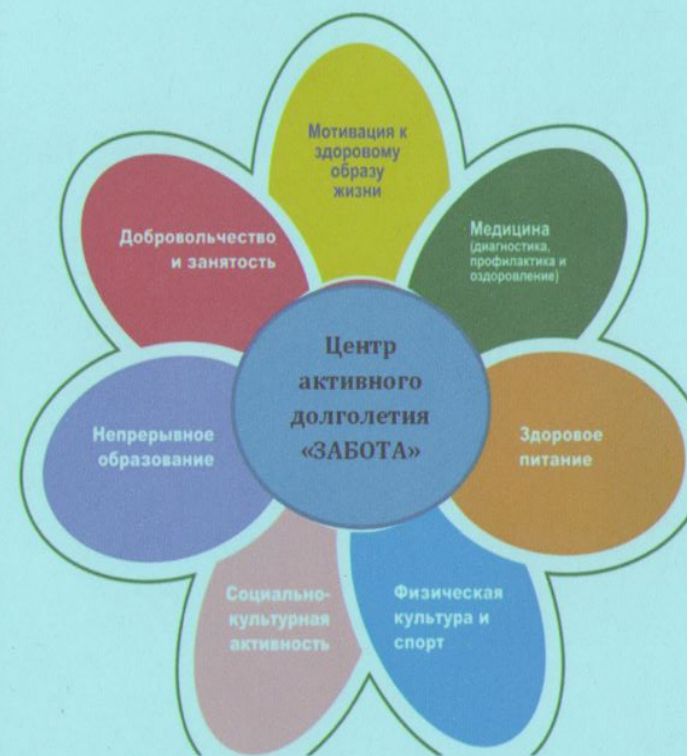 Мотивация к
здоровому
образу
жизни
Медицина
(диагностика,
профилактика и
оздоровление)
Здоровое
питание
Физическая
культура и
спорт
Социально-
культурная
активность
Непрерывное
образование
Добровольчество
и занятость
Центр
активного
долголетия
«ЗАБОТА»